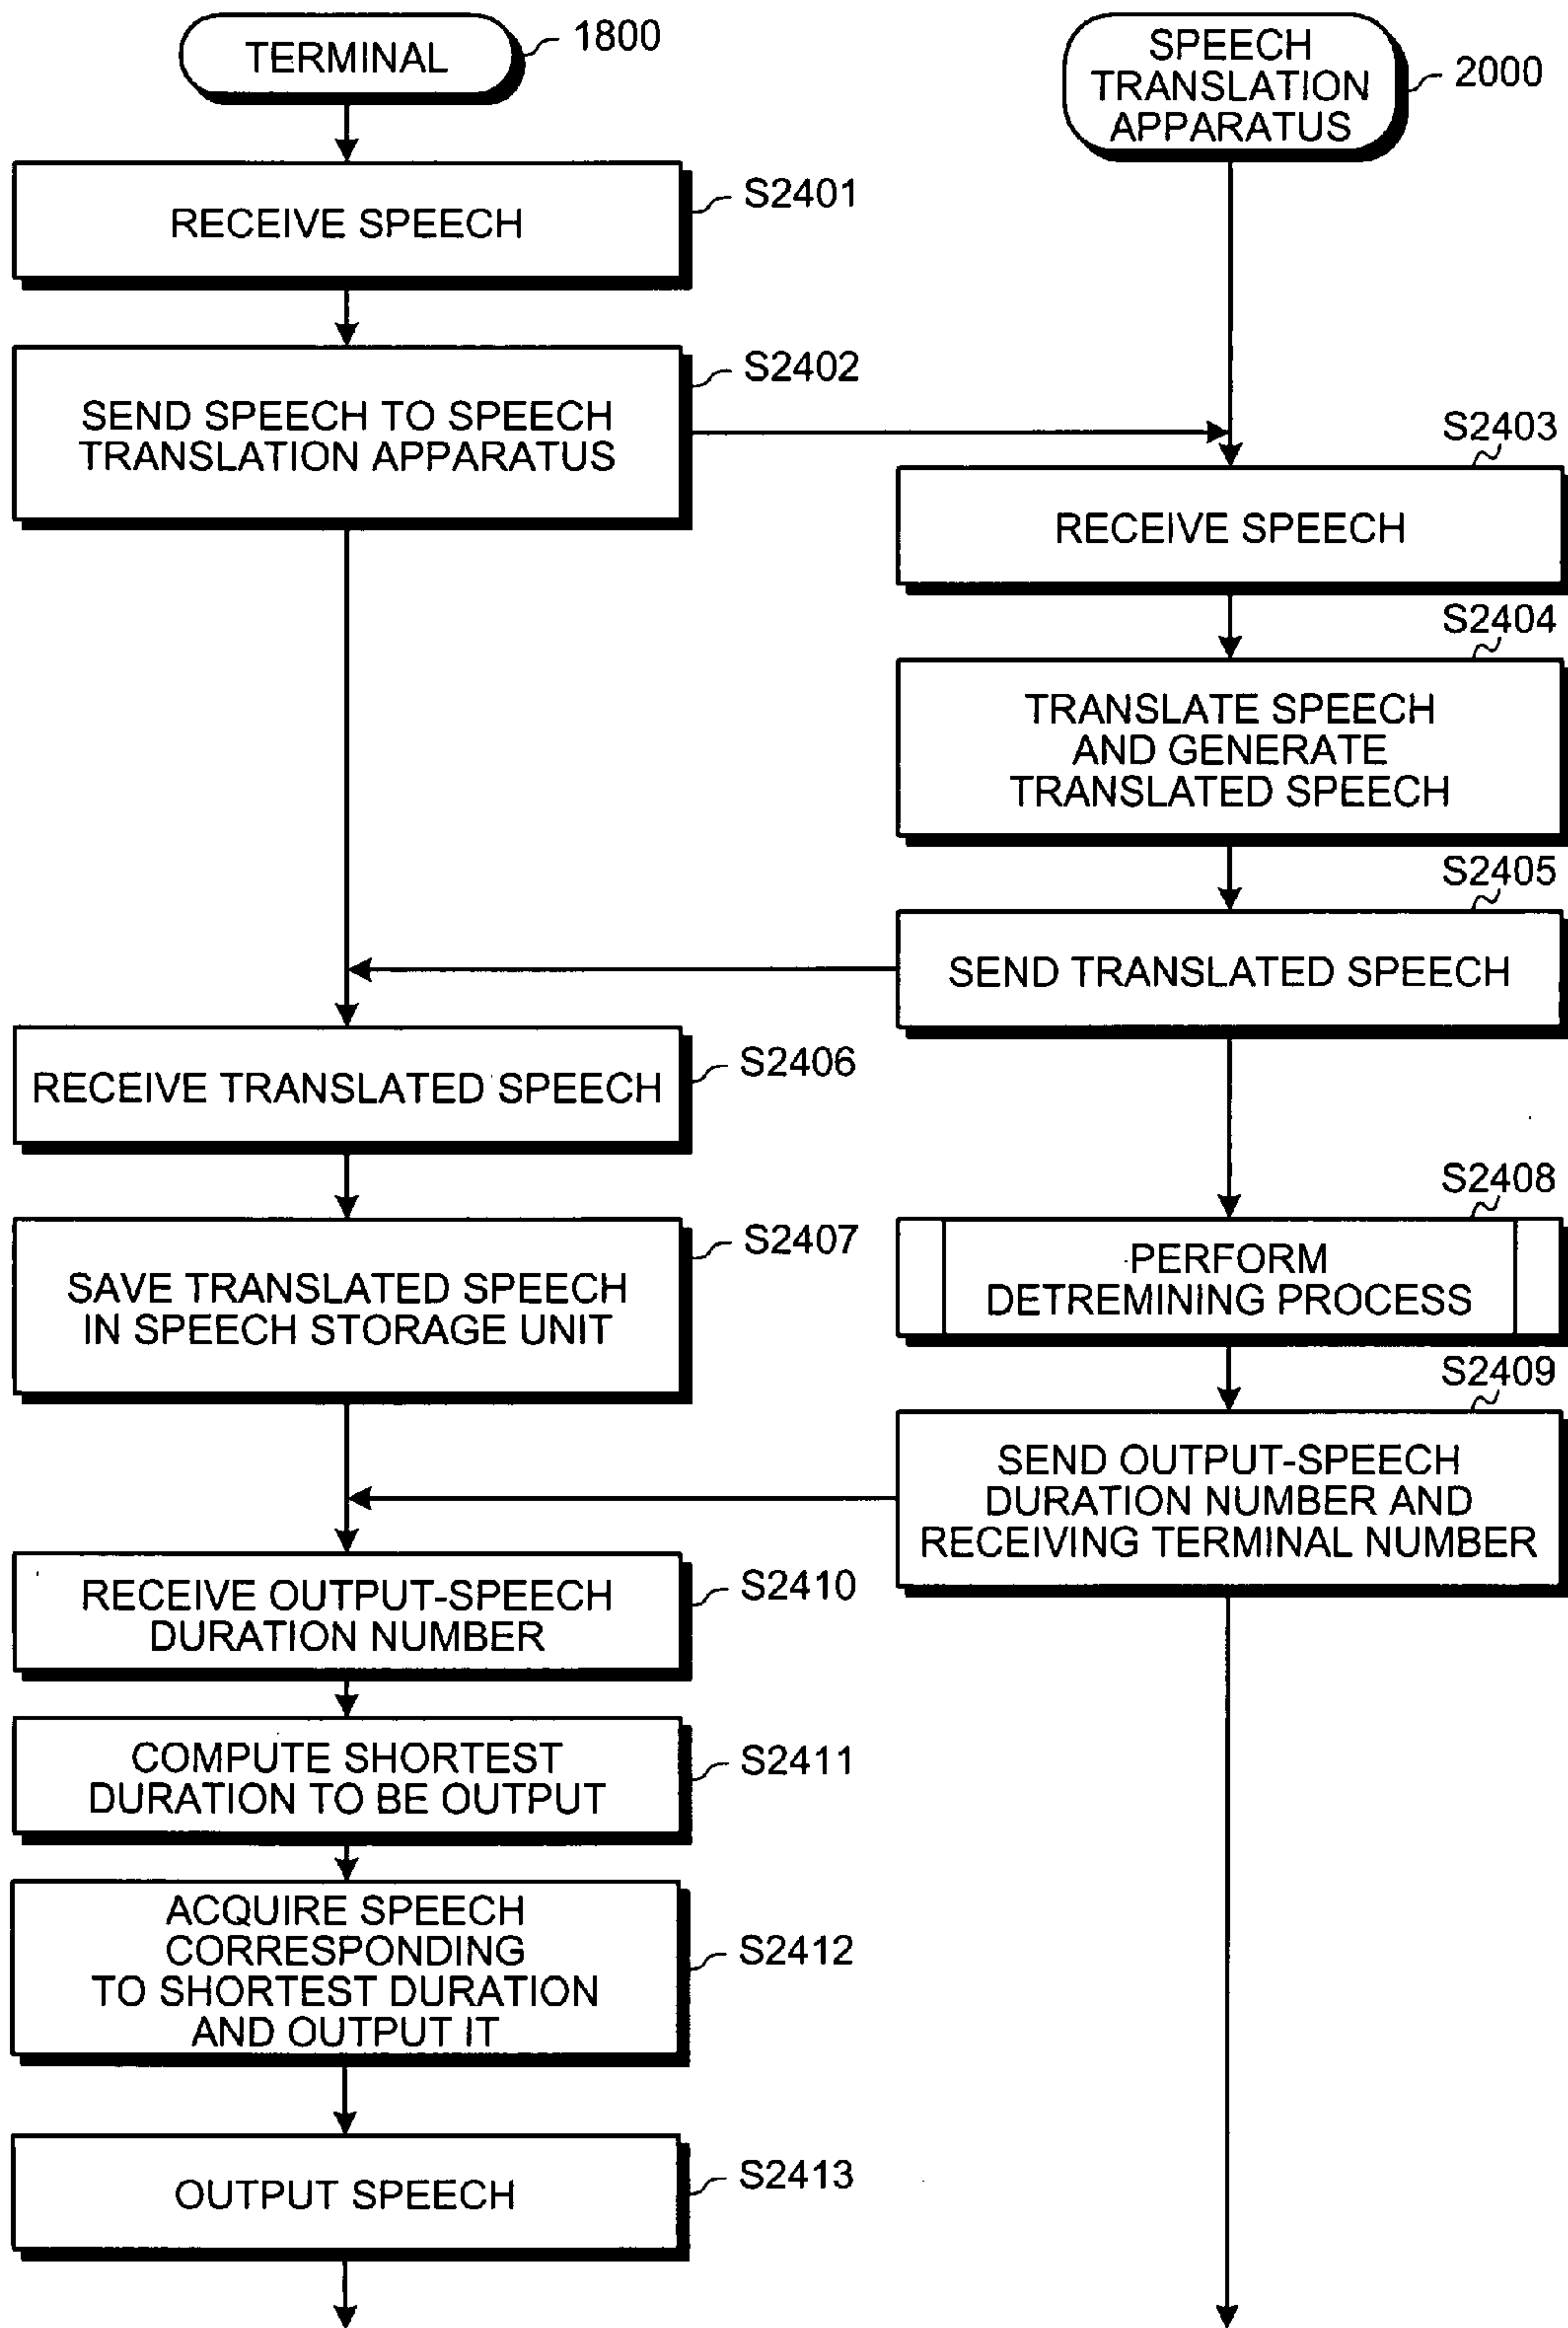 TERMINAL
1800
SPEECH
TRANSLATION
APPARATUS
2000
RECEIVE SPEECH
S2401
SEND SPEECH TO SPEECH
TRANSLATION APPARATUS
S2402
S2403
RECEIVE SPEECH
S2404
TRANSLATE SPEECH
AND GENERATE
TRANSLATED SPEECH
S2405
SEND TRANSLATED SPEECH
RECEIVE TRANSLATED SPEECH
S2406
SAVE TRANSLATED SPEECH
IN SPEECH STORAGE UNIT
S2407
S2408
PERFORM
DETREMINING PROCESS
S2409
SEND OUTPUT-SPEECH
DURATION NUMBER AND
RECEIVING TERMINAL NUMBER
RECEIVE OUTPUT-SPEECH
DURATION NUMBER
S2410
COMPUTE SHORTEST
DURATION TO BE OUTPUT
S2411
ACQUIRE SPEECH
CORRESPONDING
TO SHORTEST DURATION
AND OUTPUT IT
S2412
OUTPUT SPEECH
S2413